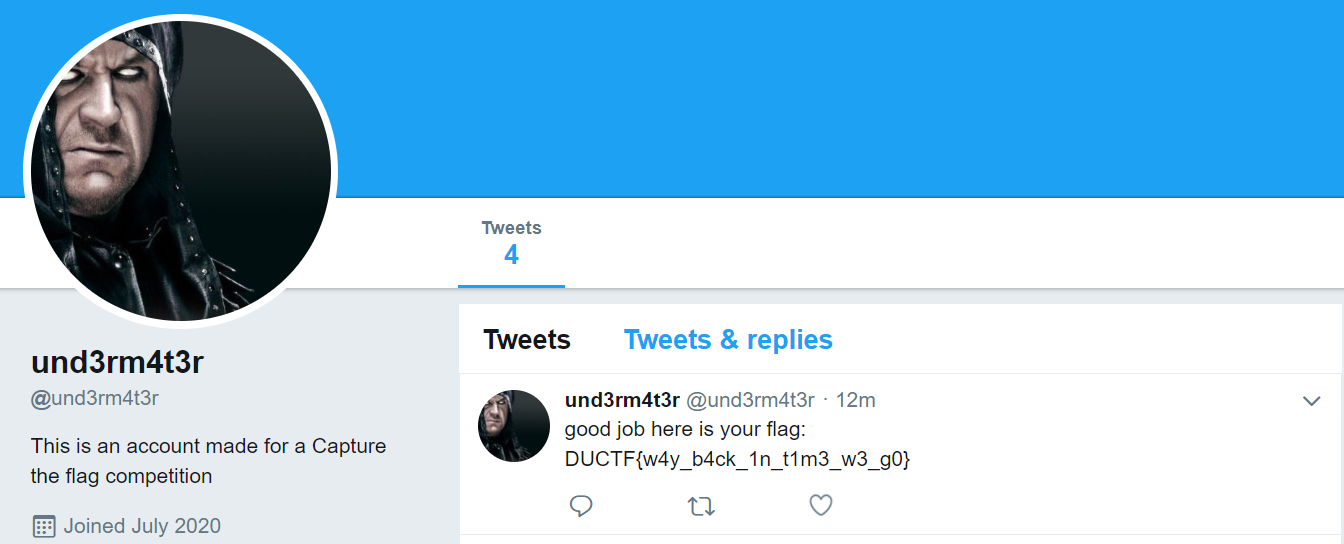 Tweets
4
und3rm4t3r
@und3rm4t3r
This is an account made for a Capture
the flag competition
Joined July 2020
Tweets Tweets & replies
und3rm4t3r @und3rm4t3r · 12m
good job here is your flag:
DUCTF{w4y_b4ck_1n_t1m3_w3_g0}